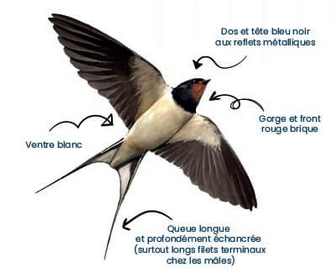 Dos et tête bleu noir
aux reflets métalliques
Gorge et front
rouge brique
Ventre blanc
Queue longue
et profondément échancrée
(surtout longs filets terminaux
chez les mâles)